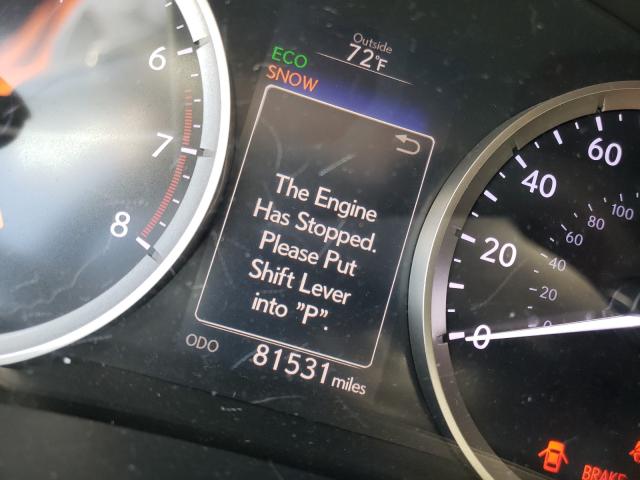 Outside
72°F
ECO
SNOW
6
7
8
The Engine
Has Stopped.
Please Put
Shift Lever
into "P".
ODO 81531 miles
60
40
20
0
100
80
60
40
20
0
BRAKE